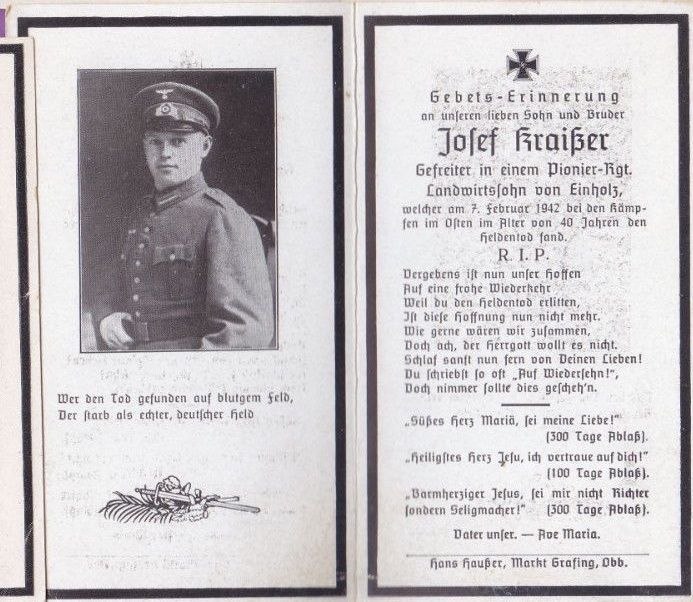 Wer den Tod gefunden auf blutgem Feld,
Der starb als echter, deutscher Held
Gebets-Erinnerung
an unseren lieben Sohn und Bruder
Josef Kraißer
Gefreiter in einem Pionier-Rgt.
Landwirtssohn von Einholz,
welcher am 7. Februar 1942 bei den Kämp-
fen im Osten im Alter von 40 Jahren den
Heldentod fand.
R. I. P.
Vergebens ist nun unser Hoffen
Auf eine frohe Wiederkehr
Weil du den Heldentod erlitten,
Ist diese Hoffnung nun nicht mehr.
Wie gerne wären wir zusammen,
Doch ach, der Herrgott wollt es nicht.
Schlaf sanft nun fern von Deinen Lieben!
Du schriebst so oft „Auf Wiedersehn!",
Doch nimmer sollte dies gescheh'n.
„Süßes Herz Mariä, sei meine Liebe!"
(300 Tage Ablaß).
„Heiligstes Herz Jesu, ich vertraue auf dich!"
(100 Tage Ablaß).
„Barmherziger Jesus, sei mir nicht Richter
sondern Seligmacher!" (300 Tage Ablaß).
Vater unser. — Ave Maria.
Hans Haußer, Markt Grafing, Obb.